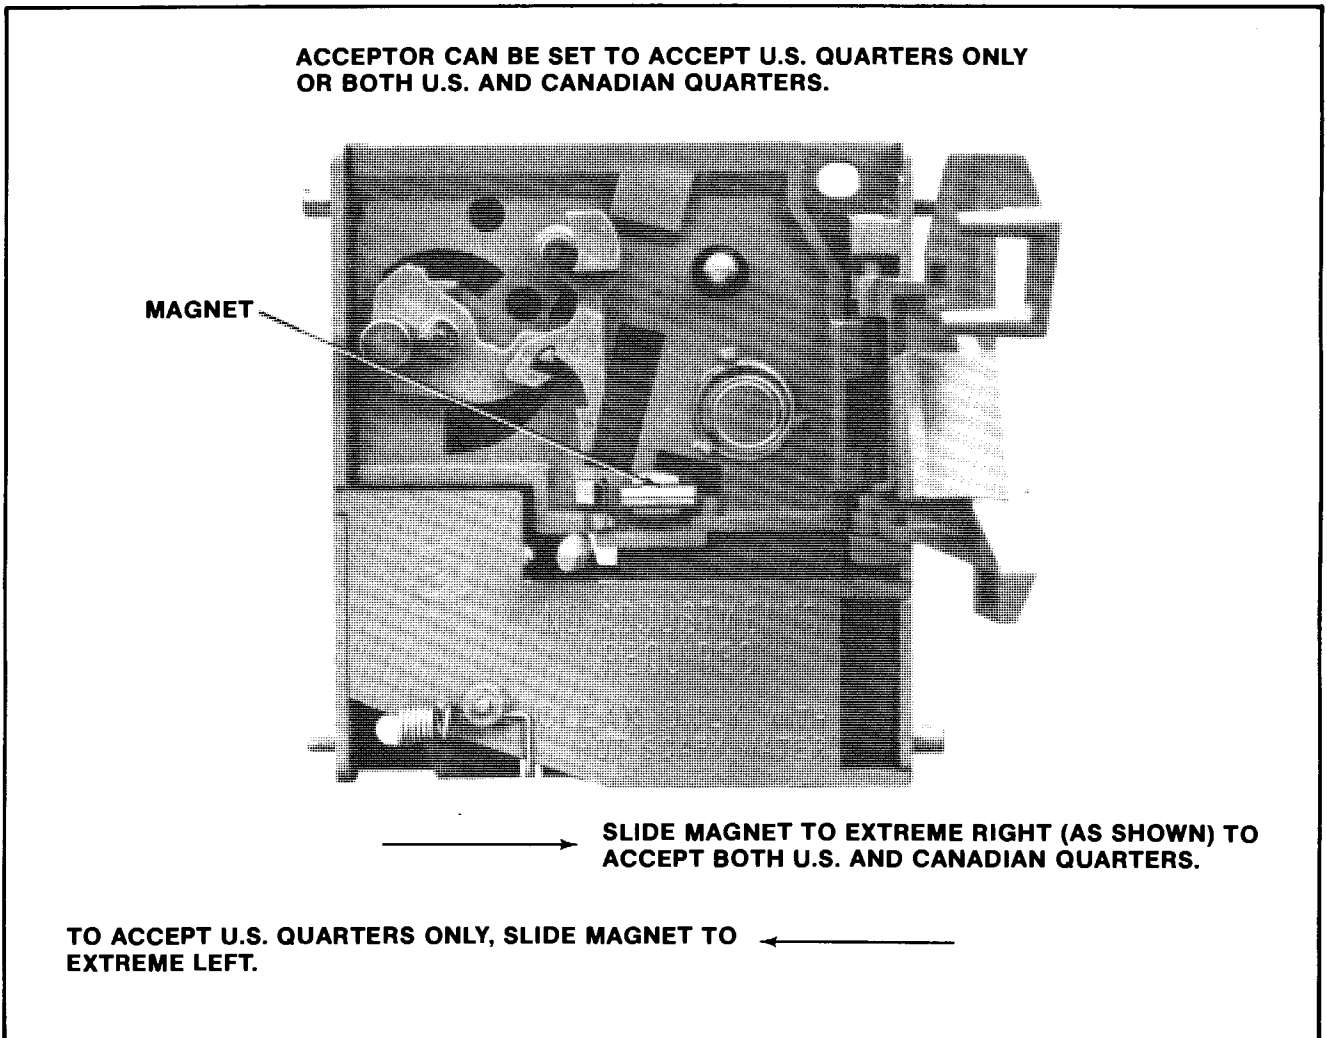 ACCEPTOR CAN BE SET TO ACCEPT U.S. QUARTERS ONLY
OR BOTH U.S. AND CANADIAN QUARTERS.
MAGNET
SLIDE MAGNET TO EXTREME RIGHT (AS SHOWN) TO
ACCEPT BOTH U.S. AND CANADIAN QUARTERS.
TO ACCEPT U.S. QUARTERS ONLY, SLIDE MAGNET TO
EXTREME LEFT.